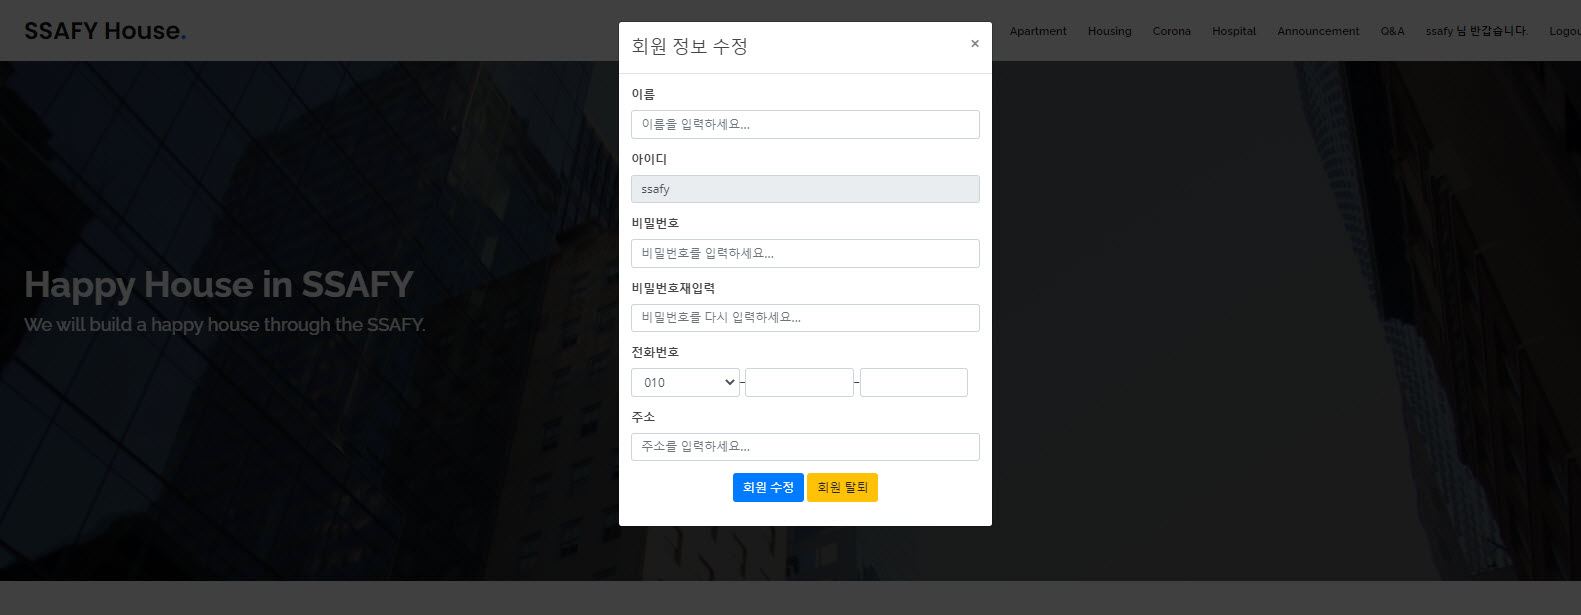 SSAFY House.
Apartment Housing Corona Hospital Announcement Q&A ssafy 님 반갑습니다.
Happy House in SSAFY
We will build a happy house through the SSAFY.
회원 정보 수정 ×
이름
이름을 입력하세요...
아이디
ssafy
비밀번호
비밀번호를 입력하세요...
비밀번호재입력
비밀번호를 다시 입력하세요...
전화번호
010 - -
주소
주소를 입력하세요...
회원 수정 회원 탈퇴